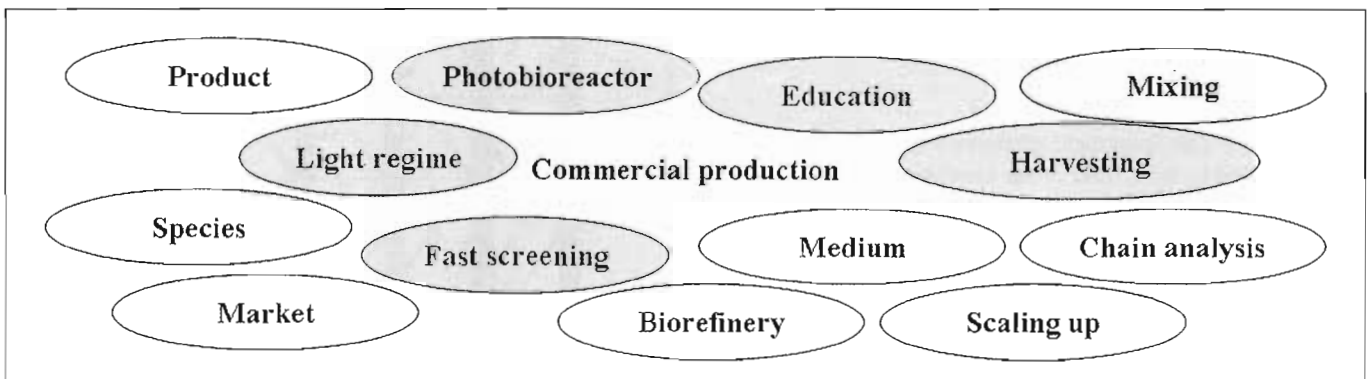 Product
Photobioreactor
Education
Mixing
Light regime
Commercial production
Harvesting
Species
Fast screening
Medium
Chain analysis
Market
Biorefinery
Scaling up